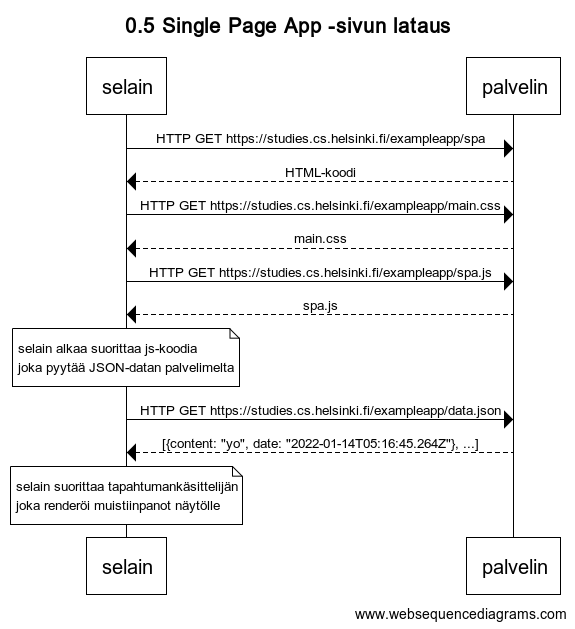 0.5 Single Page App -sivun lataus
selain
palvelin
HTTP GET https://studies.cs.helsinki.fi/exampleapp/spa
HTML-koodi
HTTP GET https://studies.cs.helsinki.fi/exampleapp/main.css
main.css
HTTP GET https://studies.cs.helsinki.fi/exampleapp/spa.js
spa.js
selain alkaa suorittaa js-koodia
joka pyytää JSON-datan palvelimelta
HTTP GET https://studies.cs.helsinki.fi/exampleapp/data.json
[{content: "yo", date: "2022-01-14T05:16:45.264Z"}, ...]
selain suorittaa tapahtumankäsittelijän
joka renderöi muistiinpanot näytölle
selain
palvelin
www.websequencediagrams.com